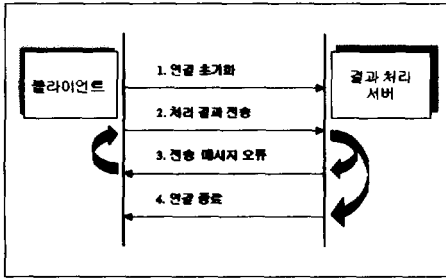 클라이언트
결과 처리
서버
1. 연결 초기화
2. 처리 결과 전송
3. 전송 메시지 오류
4. 연결 종료